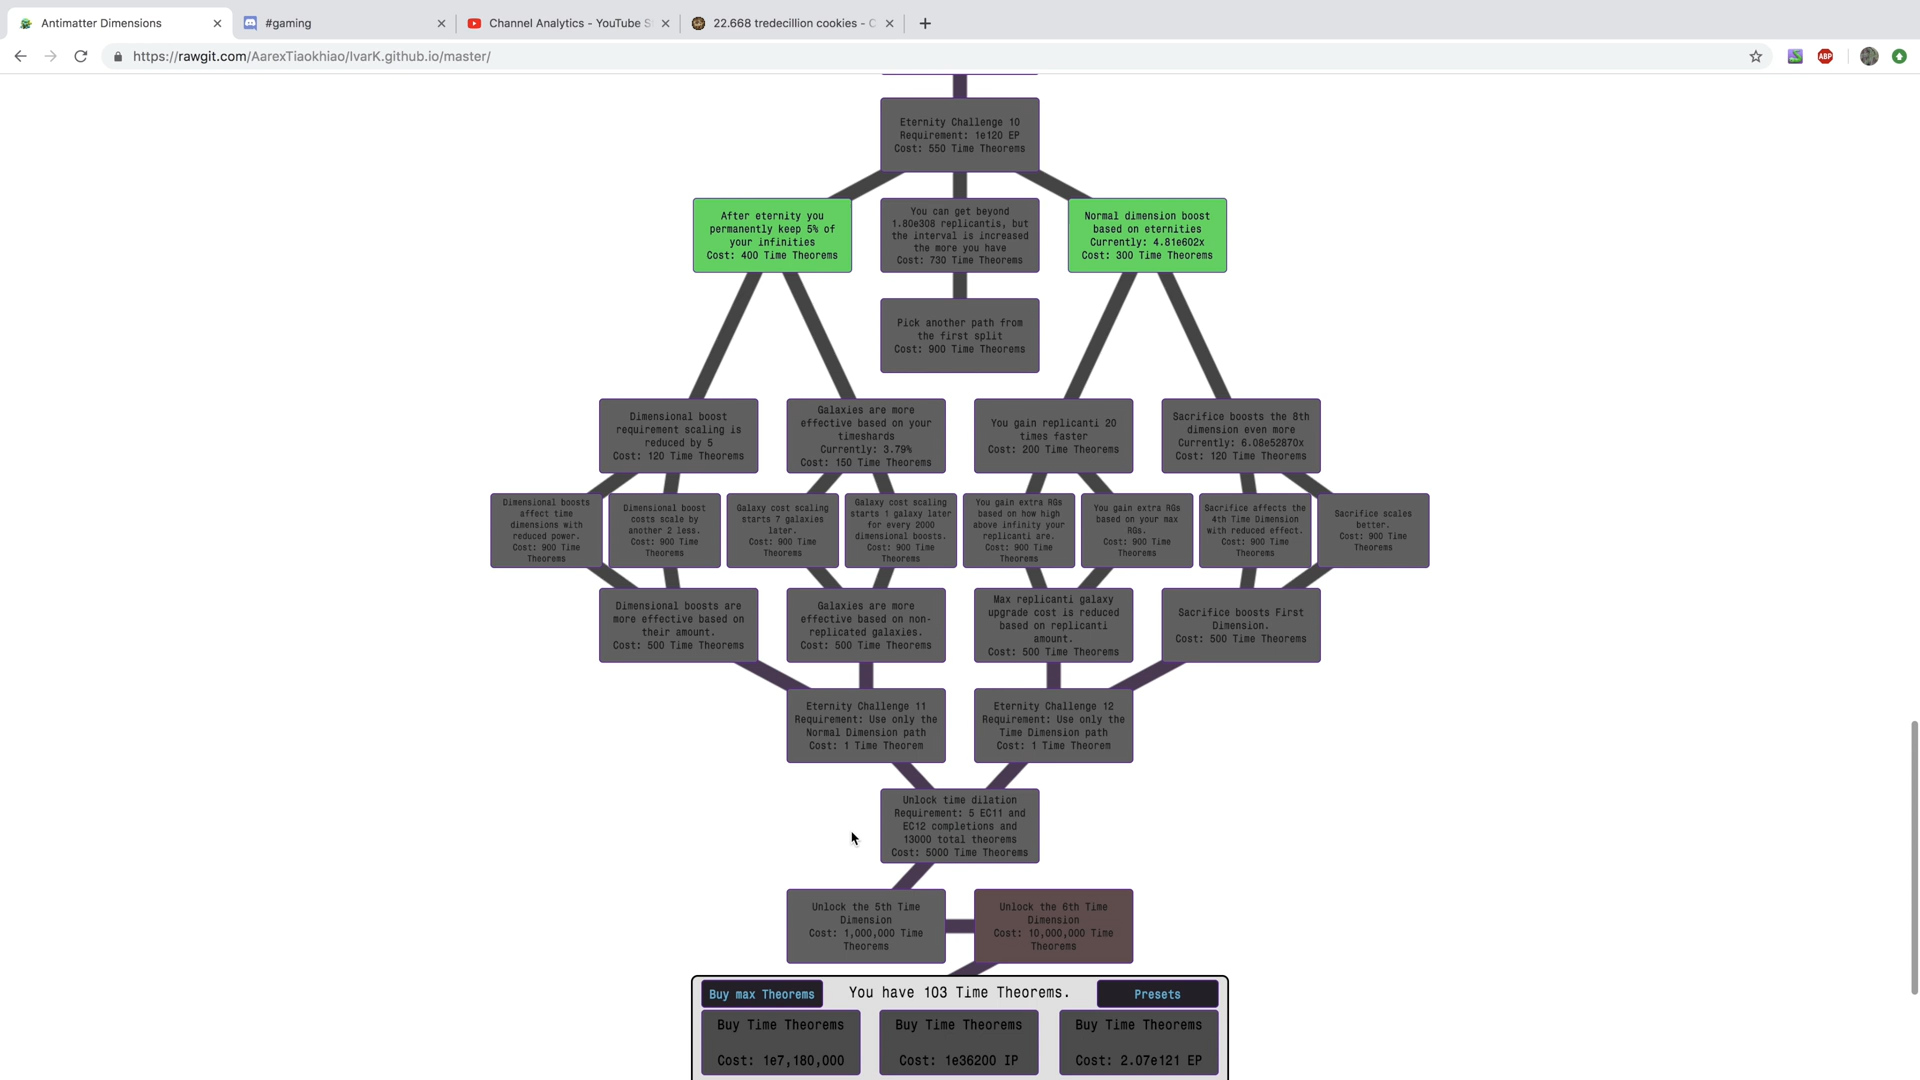 Antimatter Dimensions
#gaming
Channel Analytics - YouTube S
22.668 tredecillion cookies - C
https://rawgit.com/AarexTiaokhiao/IvarK.github.io/master/
ABP
Eternity Challenge 10
Requirement: 1e120 EP
Cost: 550 Time Theorems
After eternity you
permanently keep 5% of
your infinities
Cost: 400 Time Theorems
You can get beyond
1.80e308 replicantis, but
the interval is increased
the more you have
Cost: 730 Time Theorems
Normal dimension boost
based on eternities
Currently: 4.81e602x
Cost: 300 Time Theorems
Pick another path from
the first split
Cost: 900 Time Theorems
Dimensional boost
requirement scaling is
reduced by 5
Cost: 120 Time Theorems
Galaxies are more
effective based on your
timeshards
Currently: 3.79%
Cost: 150 Time Theorems
You gain replicanti 20
times faster
Cost: 200 Time Theorems
Sacrifice boosts the 8th
dimension even more
Currently: 6.08e52870x
Cost: 120 Time Theorems
Dimensional boosts
affect time
dimensions with
reduced power.
Cost: 900 Time
Theorems
Dimensional boost
costs scale by
another 2 less.
Cost: 900 Time
Theorems
Galaxy cost scaling
starts 7 galaxies
later.
Cost: 900 Time
Theorems
Galaxy cost scaling
starts 1 galaxy later
for every 2000
dimensional boosts.
Cost: 900 Time
Theorems
You gain extra RGs
based on how high
above infinity your
replicanti are.
Cost: 900 Time
Theorems
You gain extra RGs
based on your max
RGs.
Cost: 900 Time
Theorems
Sacrifice affects the
4th Time Dimension
with reduced effect.
Cost: 900 Time
Theorems
Sacrifice scales
better.
Cost: 900 Time
Theorems
Dimensional boosts are
more effective based on
their amount.
Cost: 500 Time Theorems
Galaxies are more
effective based on non-
replicated galaxies.
Cost: 500 Time Theorems
Max replicanti galaxy
upgrade cost is reduced
based on replicanti
amount.
Cost: 500 Time Theorems
Sacrifice boosts First
Dimension.
Cost: 500 Time Theorems
Eternity Challenge 11
Requirement: Use only the
Normal Dimension path
Cost: 1 Time Theorem
Eternity Challenge 12
Requirement: Use only the
Time Dimension path
Cost: 1 Time Theorem
Unlock time dilation
Requirement: 5 EC11 and
EC12 completions and
13000 total theorems
Cost: 5000 Time Theorems
Unlock the 5th Time
Dimension
Cost: 1,000,000 Time
Theorems
Unlock the 6th Time
Dimension
Cost: 10,000,000 Time
Theorems
Buy max Theorems
You have 103 Time Theorems.
Presets
Buy Time Theorems
Cost: 1e7,180,000
Buy Time Theorems
Cost: 1e36200 IP
Buy Time Theorems
Cost: 2.07e121 EP